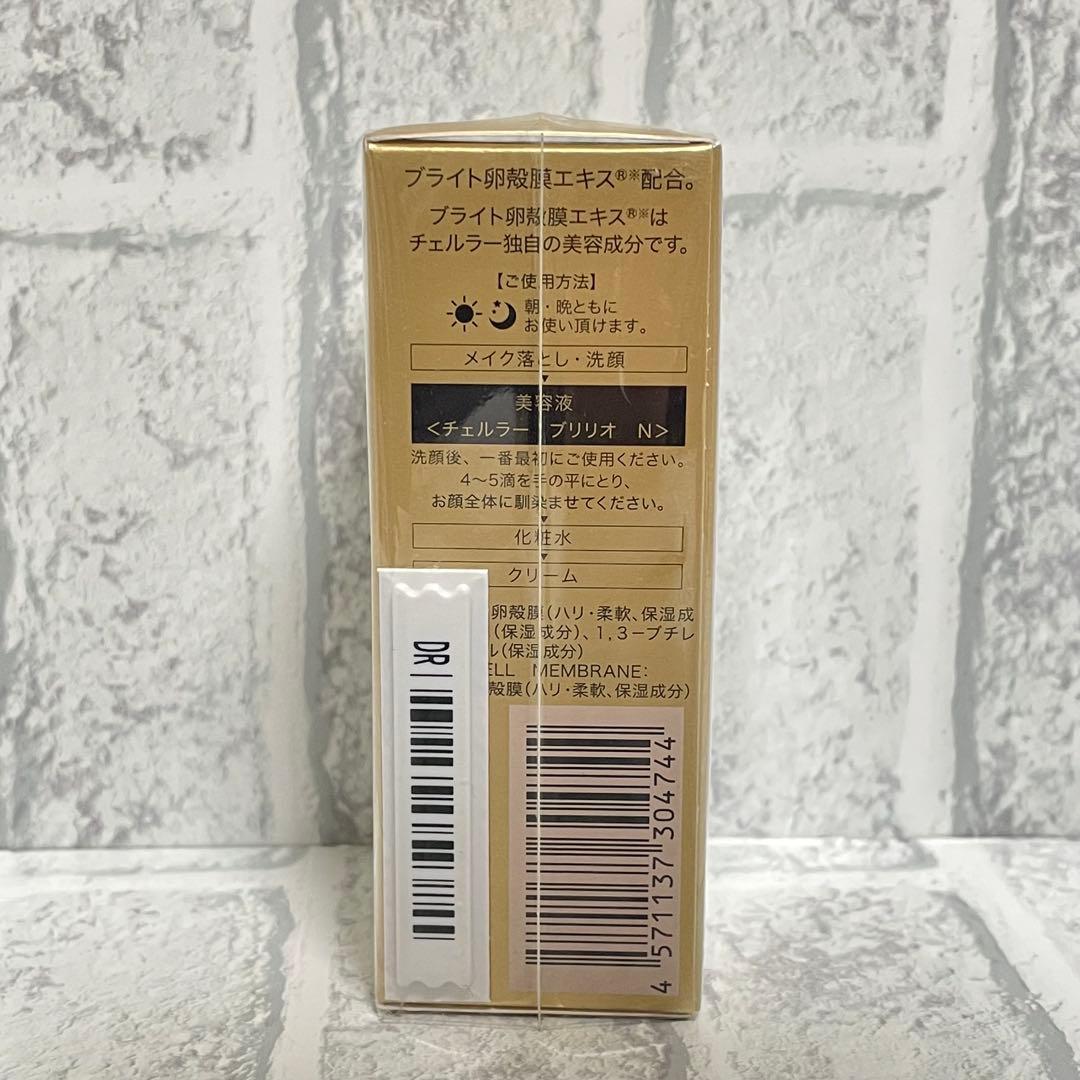 ブライト卵殻膜エキス®※配合。
ブライト卵殻膜エキス®※は
チェルラー独自の美容成分です。
【ご使用方法】
朝・晩ともに
お使い頂けます。
メイク落とし・洗顔
美容液
<チェルラー ブリリオ N>
洗顔後、一番最初にご使用ください。
4〜5滴を手の平にとり、
お顔全体に馴染ませてください。
化粧水
クリーム
卵殻膜(ハリ・柔軟、保湿成
(保湿成分)、1,3−ブチレ
ル(保湿成分)
ELL MEMBRANE:
殻膜(ハリ・柔軟、保湿成分)
DR
4 571137 304744